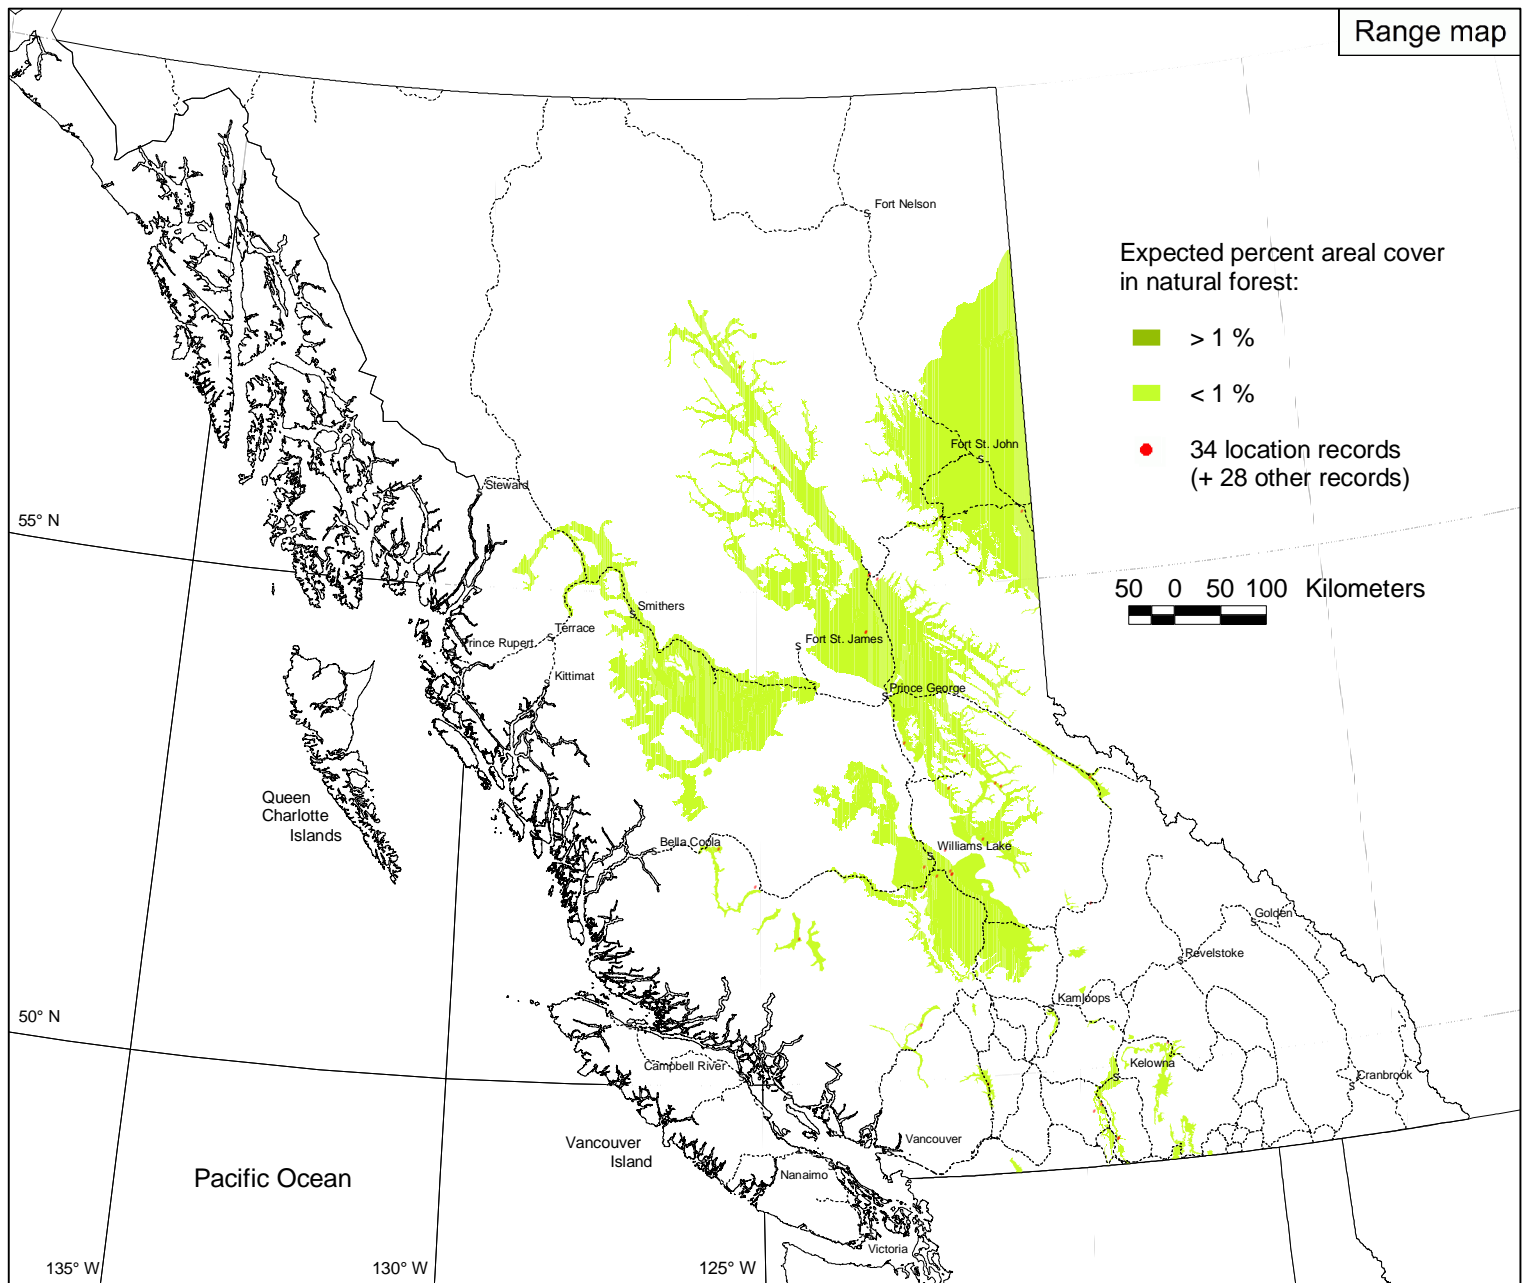 Range map
Fort Nelson
Expected percent areal cover
in natural forest:
> 1 %
< 1 %
34 location records
(+ 28 other records)
Fort St. John
Steward
55° N
50 0 50 100 Kilometers
Smithers
Terrace
Prince Rupert
Fort St. James
Kittimat
Prince George
Queen
Charlotte
Islands
Bella Coola
Williams Lake
Golden
Revelstoke
Kamloops
50° N
Campbell River
Kelowna
Cranbrook
Vancouver
Island
Vancouver
Nanaimo
Pacific Ocean
Victoria
135° W
130° W
125° W